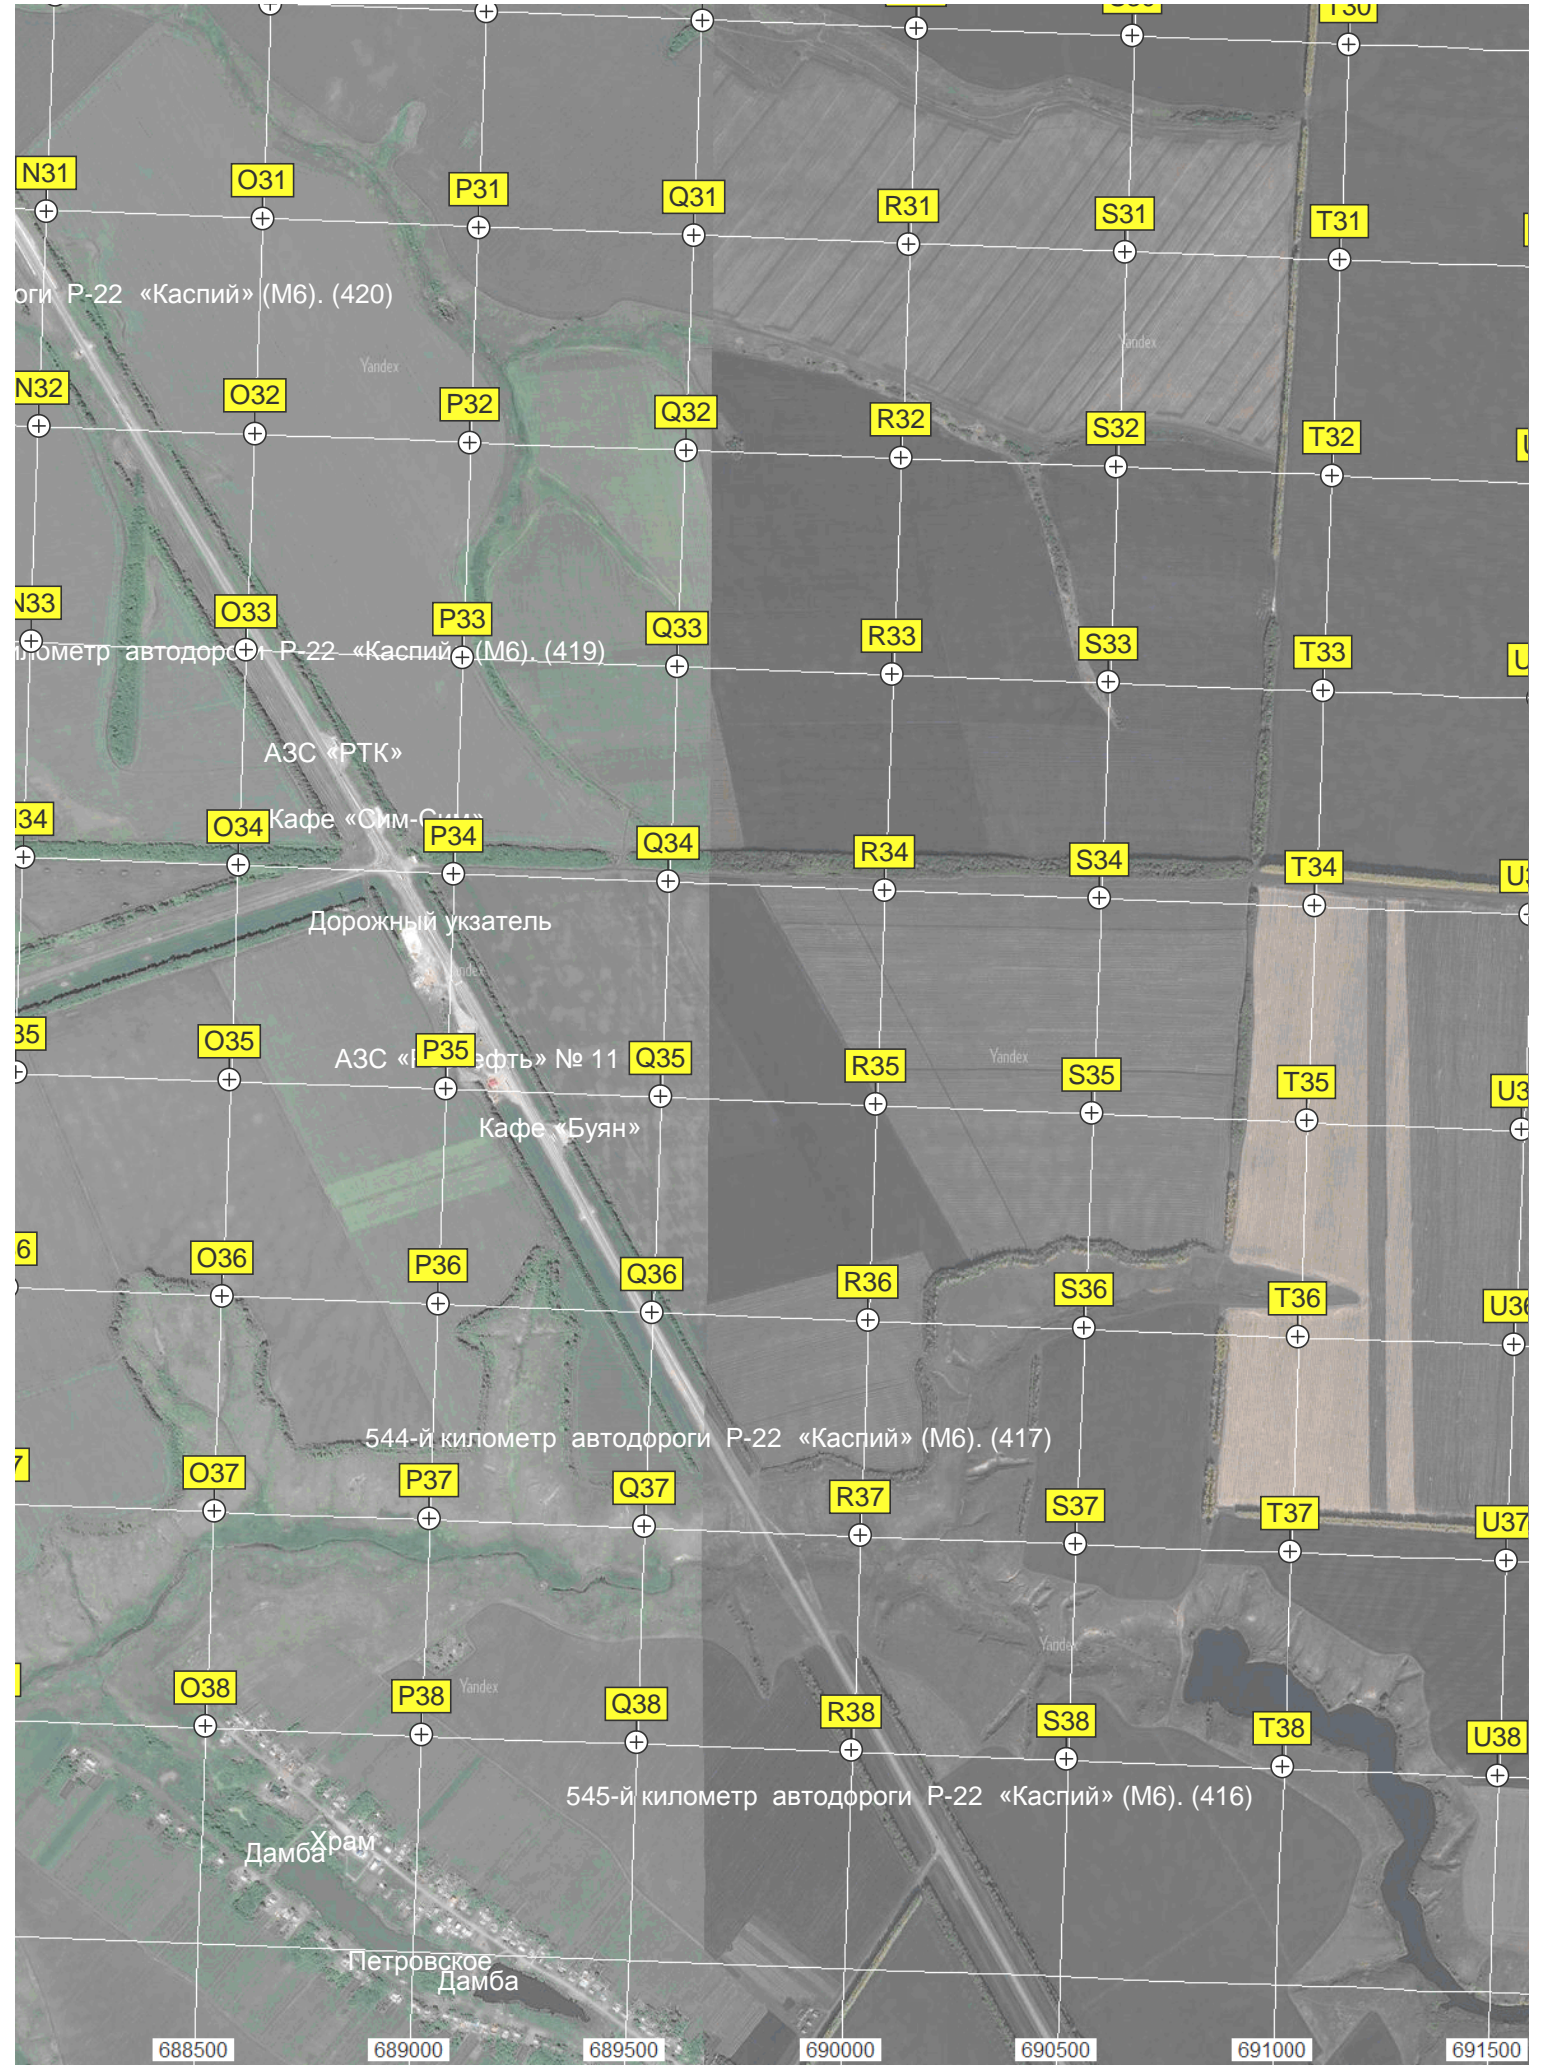 T30
N31 O31 P31 Q31 R31 S31 T31
Р-22 «Каспий» (М6). (420)
Yandex
Yandex
N32 O32 P32 Q32 R32 S32 T32
N33 O33 P33 Q33 R33 S33 T33
автодороги Р-22 «Каспий» (М6). (419)
АЗС «РТК»
Кафе «Сим-Сим»
O34 P34 Q34 R34 S34 T34
Дорожный укзатель
O35 P35 Q35 R35 S35 T35
АЗС № 11
Yandex
Кафе «Буян»
O36 P36 Q36 R36 S36 T36 U36
544-й километр автодороги Р-22 «Каспий» (М6). (417)
O37 P37 Q37 R37 S37 T37 U37
Yandex
Yandex
O38 P38 Q38 R38 S38 T38 U38
545-й километр автодороги Р-22 «Каспий» (М6). (416)
Храм
Дамба
Петровское
Дамба
688500 689000 689500 690000 690500 691000 691500